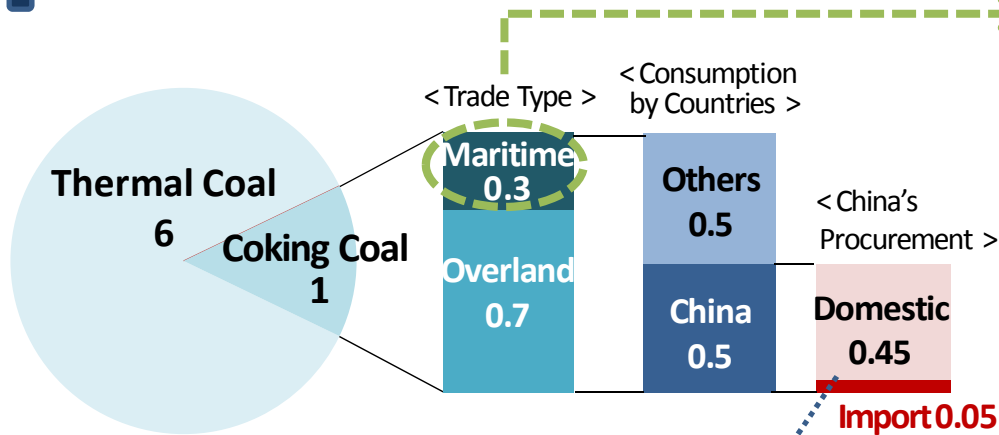 Thermal Coal
6
Coking Coal
1
< Trade Type >
Maritime
0.3
Overland
0.7
< Consumption
by Countries >
Others
0.5
China
0.5
< China's
Procurement >
Domestic
0.45
Import 0.05